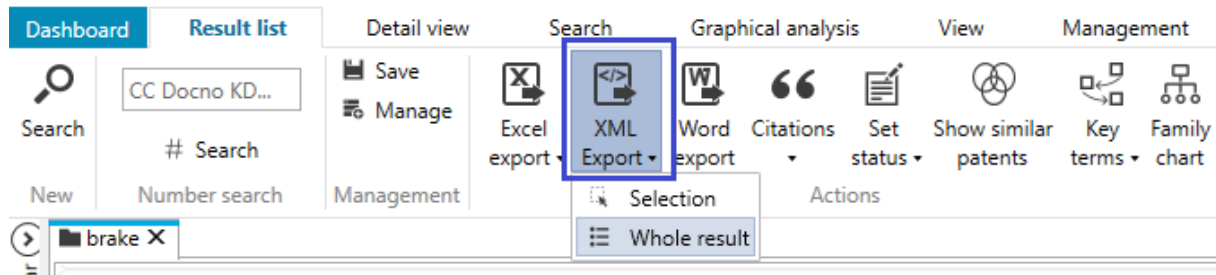 Dashboard Result list Detail view Search Graphical analysis View Management
CC Docno KD...
Save
Manage
Search
# Search
Excel export
XML Export
Word export
Citations
Set status
Show similar patents
Key terms
Family chart
New Number search Management Actions
Selection
Whole result
brake